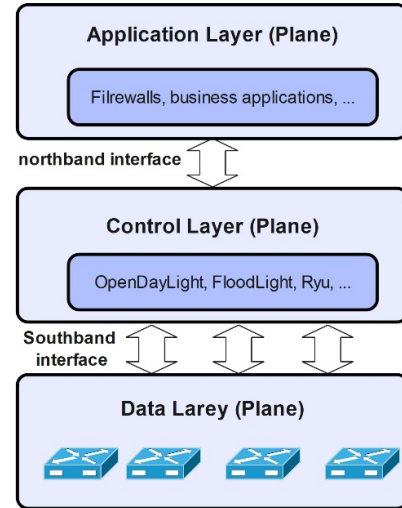 Application Layer (Plane)
Filrewalls, business applications, ...
northband interface
Control Layer (Plane)
OpenDayLight, FloodLight, Ryu, ...
Southband
interface
Data Larey (Plane)